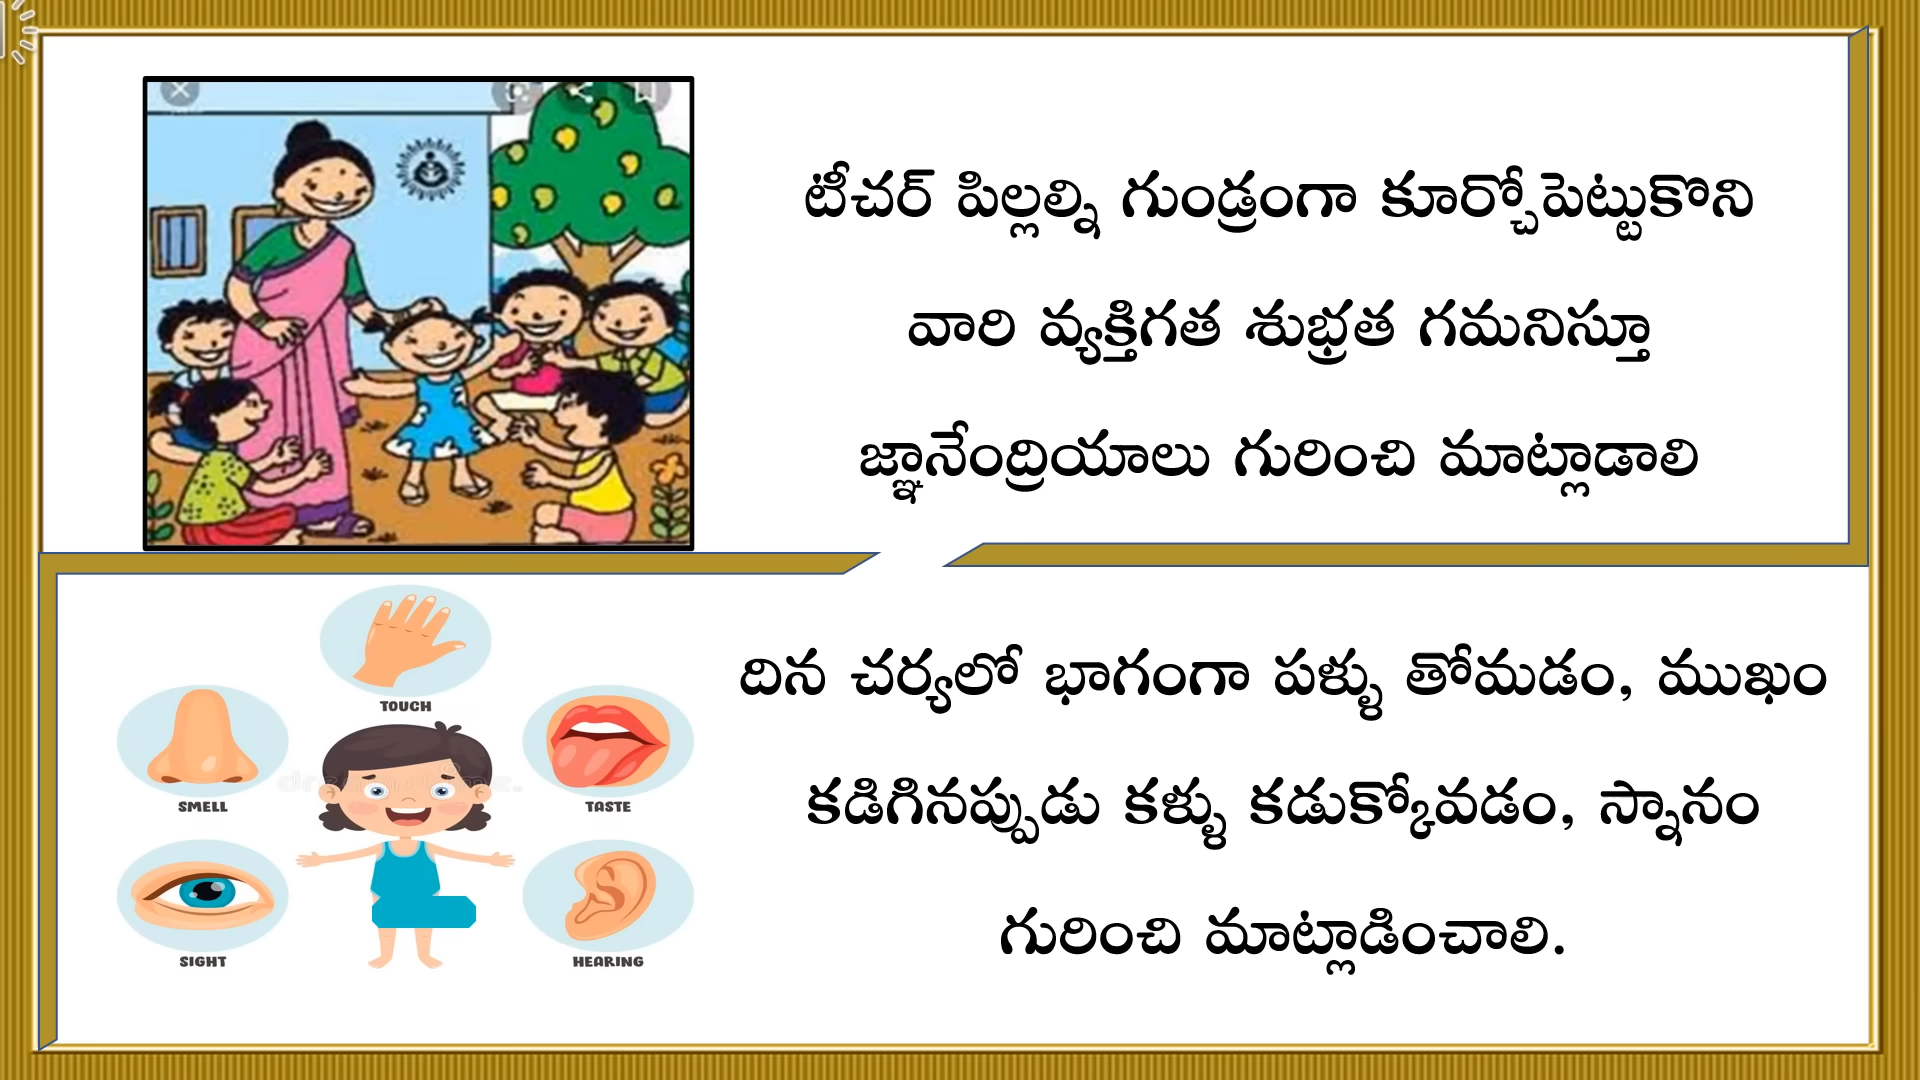 టీచర్ పిల్లల్ని గుండ్రంగా కూర్చోపెట్టుకొని
వారి వ్యక్తిగత శుభ్రత గమనిస్తూ
జ్ఞానేంద్రియాలు గురించి మాట్లాడాలి
TOUCH
SMELL
TASTE
SIGHT
HEARING
దిన చర్యలో భాగంగా పళ్ళు తోమడం, ముఖం
కడిగినప్పుడు కళ్ళు కడుక్కోవడం, స్నానం
గురించి మాట్లాడించాలి.